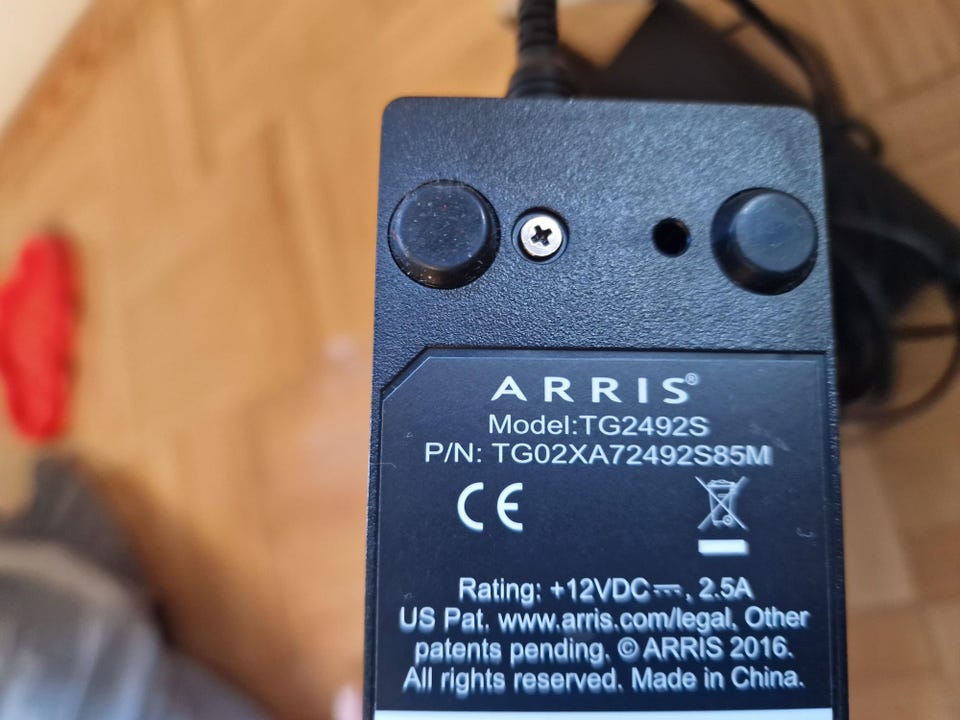 ARRIS®
Model:TG2492S
P/N: TG02XA72492S85M
CE
Rating: +12VDC⎓, 2.5A
US Pat. www.arris.com/legal. Other
patents pending. © ARRIS 2016.
All rights reserved. Made in China.